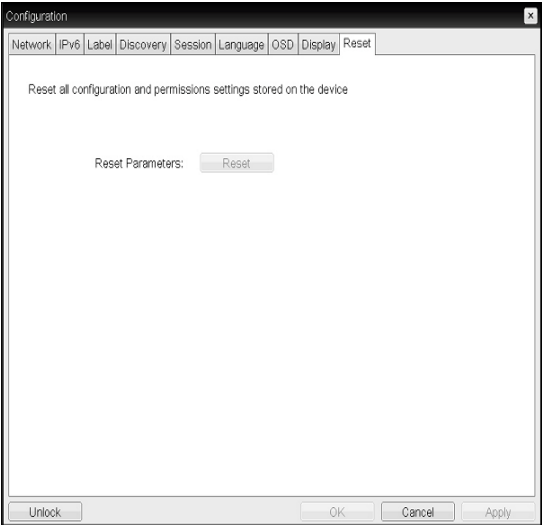 Configuration
Network IPv6 Label Discovery Session Language OSD Display Reset
Reset all configuration and permissions settings stored on the device
Reset Parameters: Reset
Unlock OK Cancel Apply